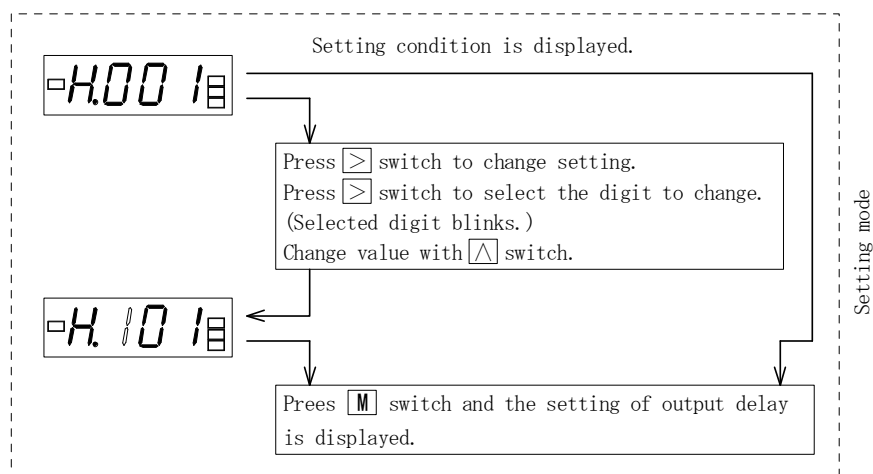 Setting condition is displayed.
-H.001
Press > switch to change setting.
Press > switch to select the digit to change.
(Selected digit blinks.)
Change value with ∧ switch.
-H.101
Prees M switch and the setting of output delay
is displayed.
Setting mode